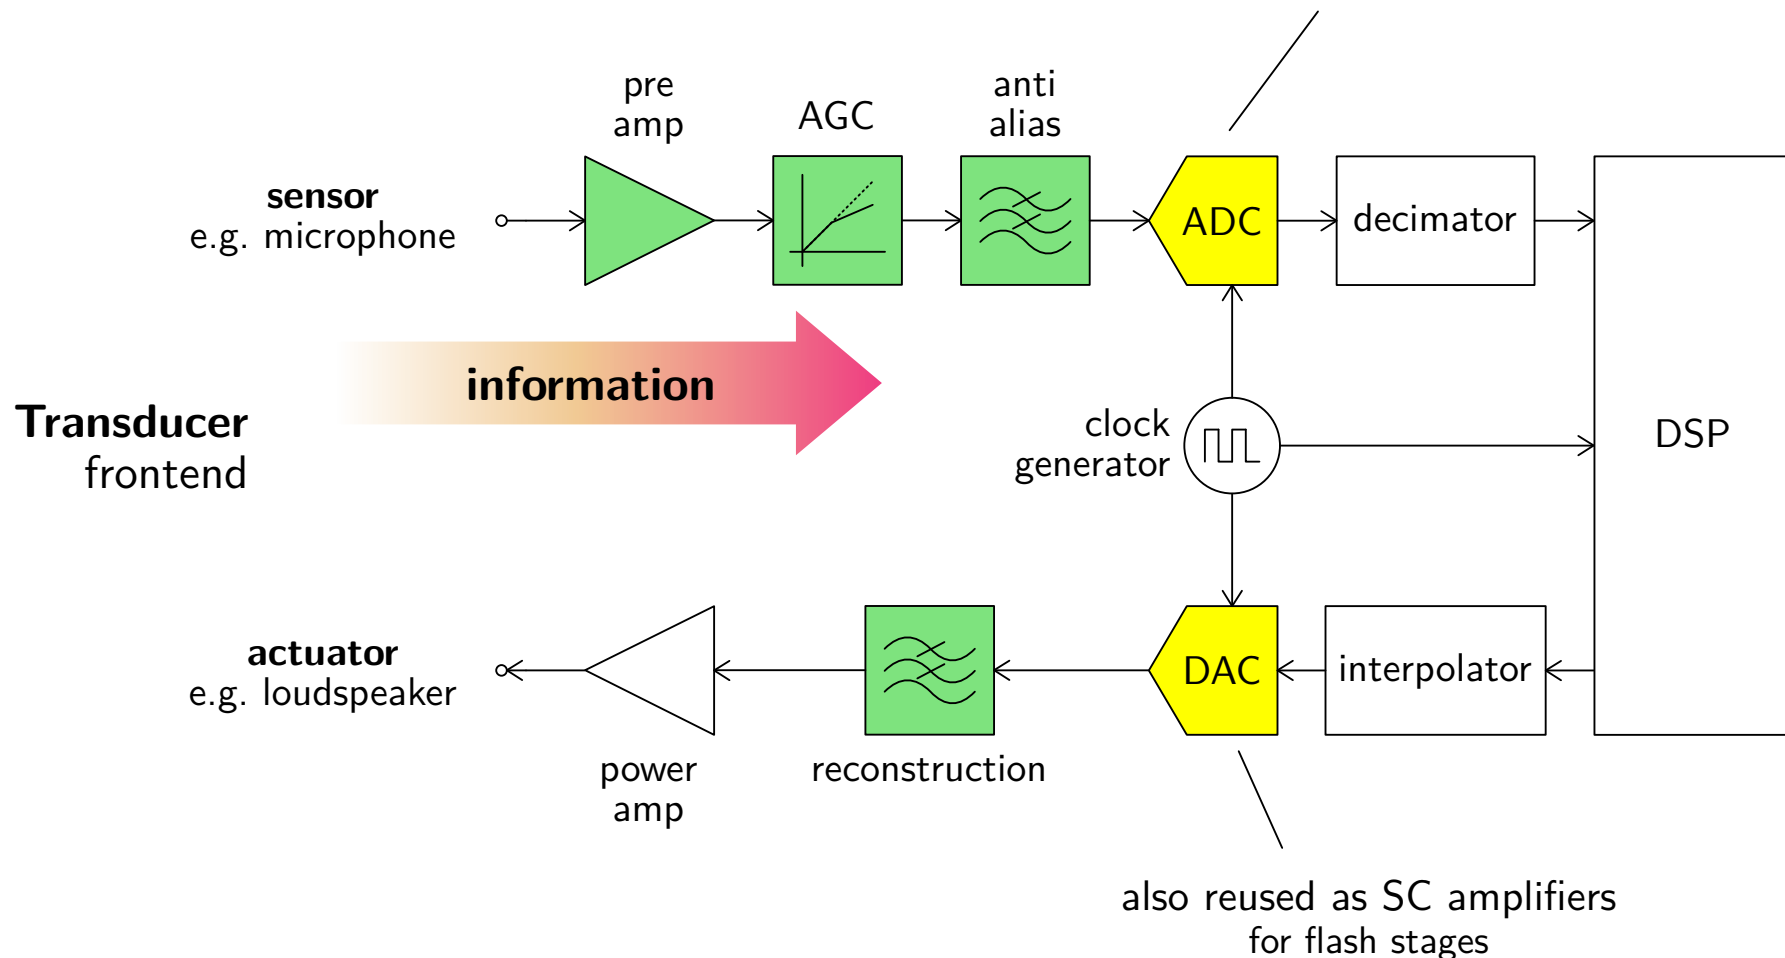 pre
amp
AGC
anti
alias
sensor
e.g. microphone
ADC
decimator
information
Transducer
frontend
clock
generator
DSP
actuator
e.g. loudspeaker
DAC
interpolator
power
amp
reconstruction
also reused as SC amplifiers
for flash stages